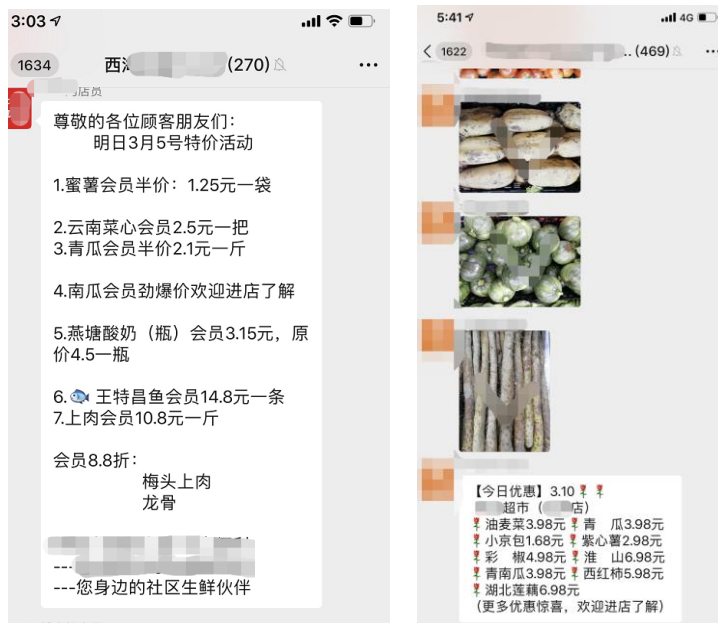 3:03
1634
西
(270)
店员
尊敬的各位顾客朋友们：
明日3月5号特价活动
1.蜜薯会员半价：1.25元一袋
2.云南菜心会员2.5元一把
3.青瓜会员半价2.1元一斤
4.南瓜会员劲爆价欢迎进店了解
5.燕塘酸奶（瓶）会员3.15元，原
价4.5一瓶
6.🐟 王特昌鱼会员14.8元一条
7.上肉会员10.8元一斤
会员8.8折：
梅头上肉
龙骨
---
---您身边的社区生鲜伙伴
5:41
4G
1622
.. (469)
【今日优惠】3.10🌹🌹
超市（店）
🌹油麦菜3.98元🌹青 瓜3.98元
🌹小京包1.68元🌹紫心薯2.98元
🌹彩 椒4.98元🌹淮 山6.98元
🌹青南瓜3.98元🌹西红柿5.98元
🌹湖北莲藕6.98元
（更多优惠惊喜，欢迎进店了解）